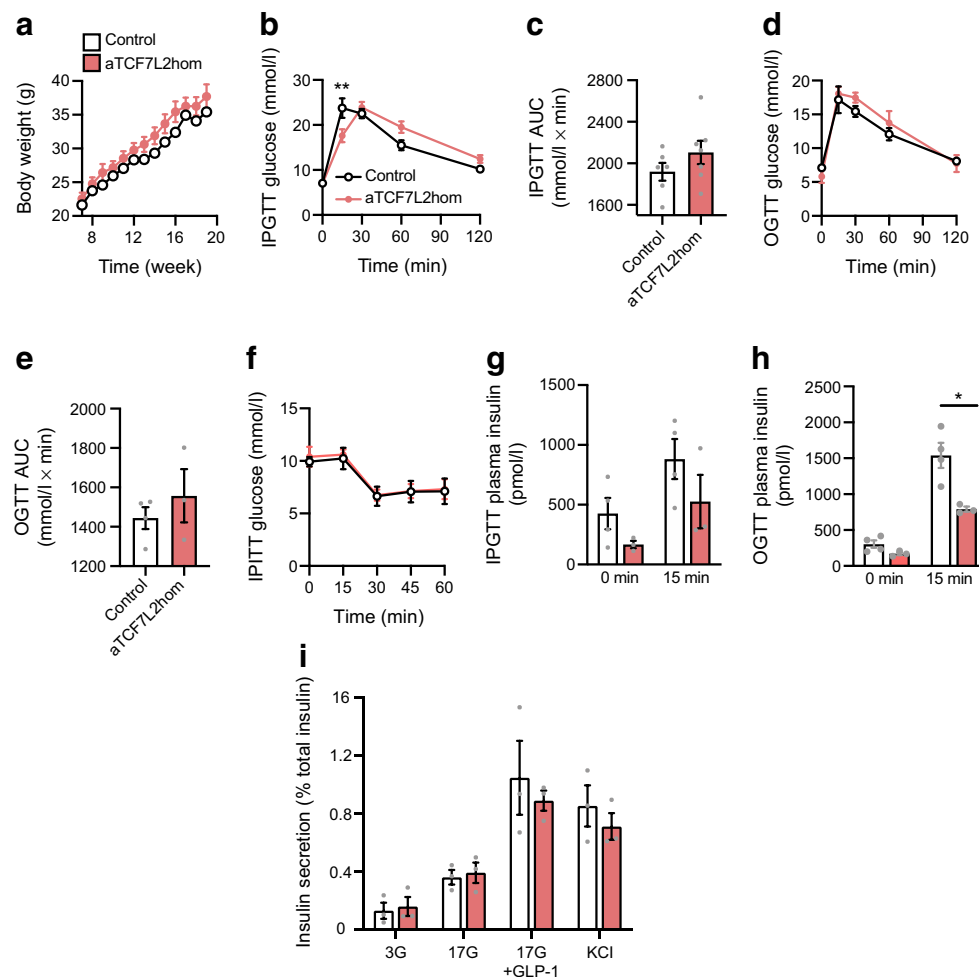 a
Control
aTCF7L2hom
Body weight (g)
40
35
30
25
20
8
12
16
20
Time (week)
b
IPGTT glucose (mmol/l)
30
20
10
0
**
Control
aTCF7L2hom
0
30
60
90
120
Time (min)
c
IPGTT AUC
(mmol/l × min)
2800
2400
2000
1600
Control
aTCF7L2hom
d
OGTT glucose (mmol/l)
20
15
10
5
0
0
30
60
90
120
Time (min)
e
OGTT AUC
(mmol/l × min)
2000
1800
1600
1400
1200
Control
aTCF7L2hom
f
IPITT glucose (mmol/l)
15
10
5
0
0
15
30
45
60
Time (min)
g
IPGTT plasma insulin
(pmol/l)
1500
1000
500
0
0 min
15 min
h
OGTT plasma insulin
(pmol/l)
2500
2000
1500
1000
500
0
*
0 min
15 min
i
Insulin secretion (% total insulin)
16
1.2
0.8
0.4
0
3G
17G
17G
+GLP-1
KCl